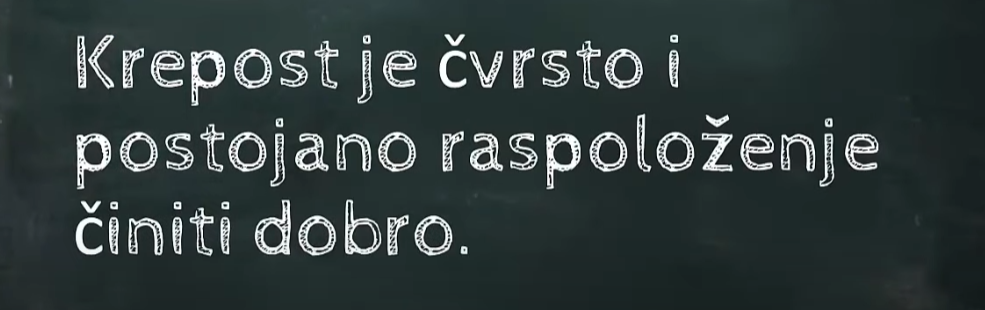 Krepost je čvrsto i
postojano raspoloženje
činiti dobro.